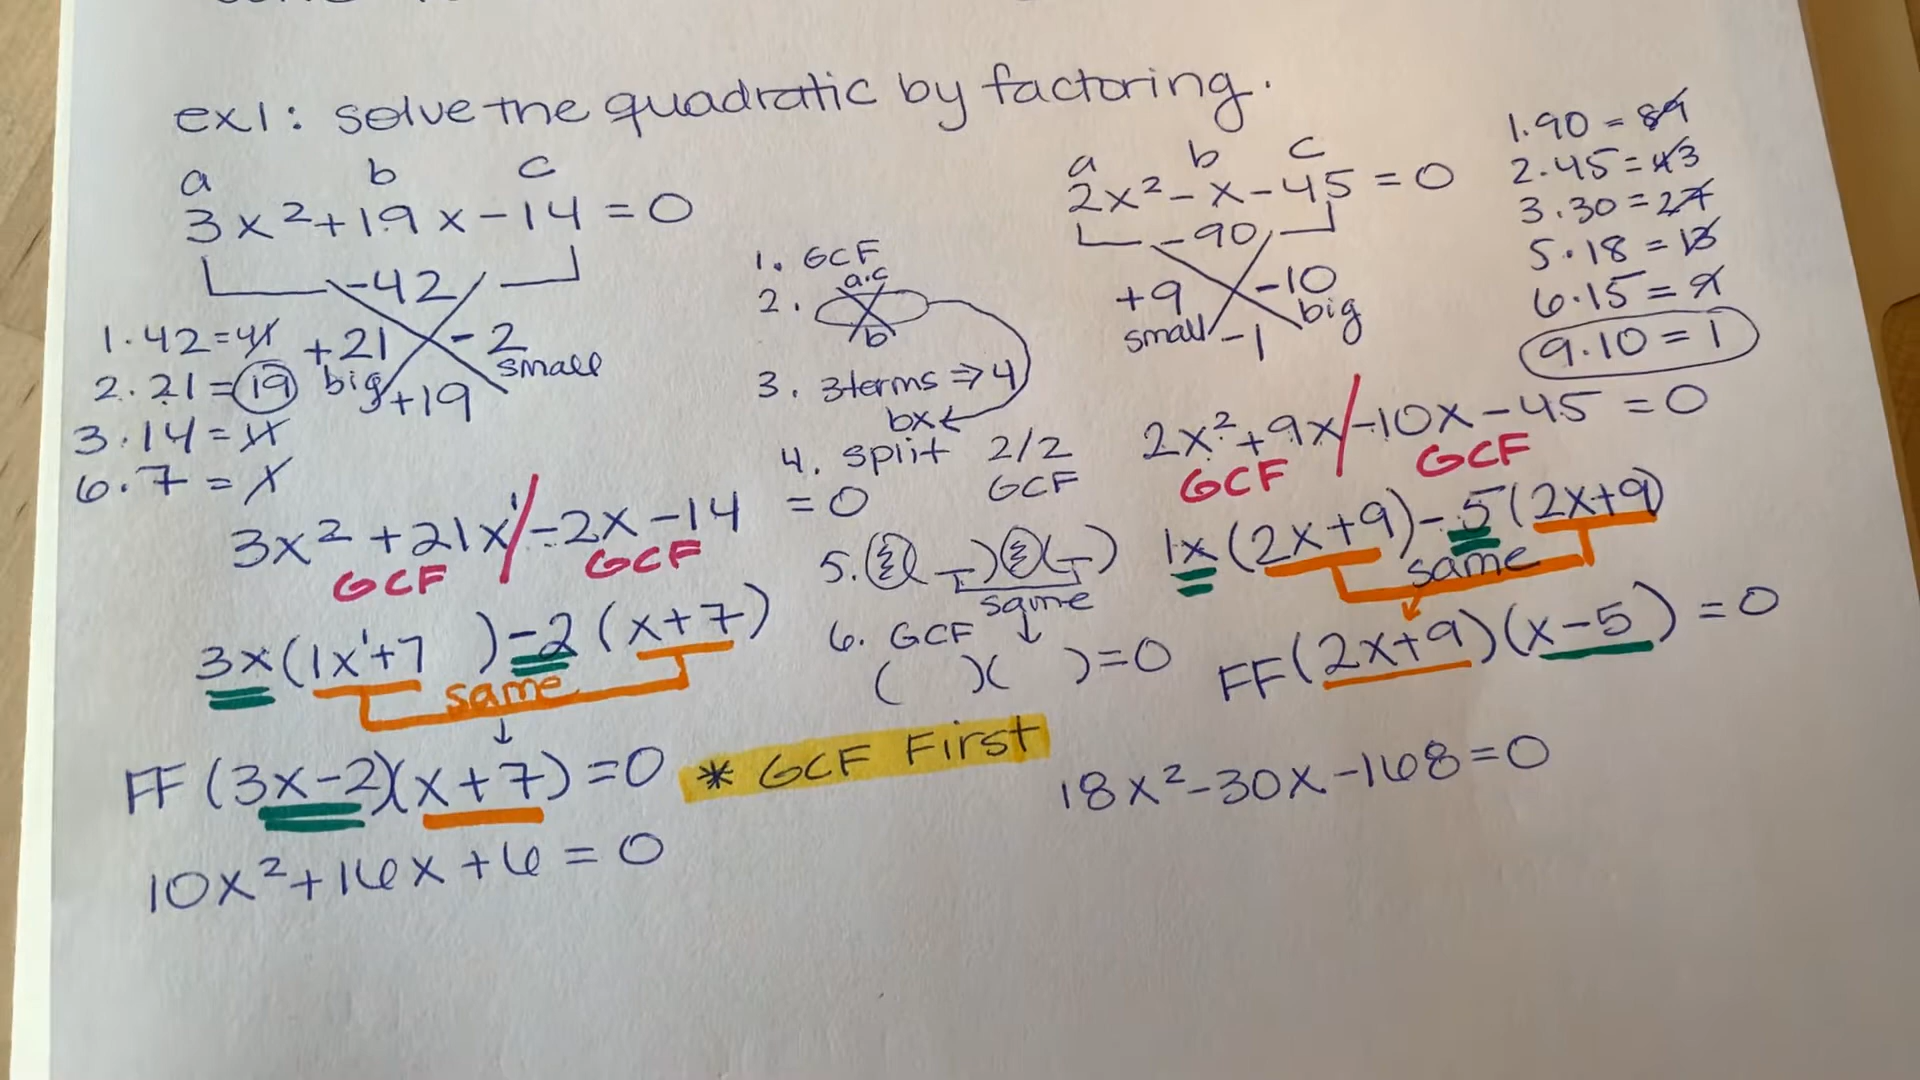 ex1: solve the quadratic by factoring.
a b c
3x²+19x-14=0
-42
+21 -2
big small
+19
1·42=41
2·21=19
3·14=11
6·7=1
3x²+21x-2x-14=0
GCF GCF
3x(1x¹+7)-2(x+7)
same
FF(3x-2)(x+7)=0
10x²+16x+6=0
1. GCF
2. a·c
b
3. 3terms⇒4
bx
4. split 2/2
GCF
5. ( )( )
same
6. GCF
( )( )=0
* GCF First
a b c
2x²-x-45=0
-90
+9 -10
small big
-1
1·90=89
2·45=43
3·30=27
5·18=13
6·15=9
9·10=1
2x²+9x-10x-45=0
GCF GCF
1x(2x+9)-5(2x+9)
same
FF(2x+9)(x-5)=0
18x²-30x-168=0